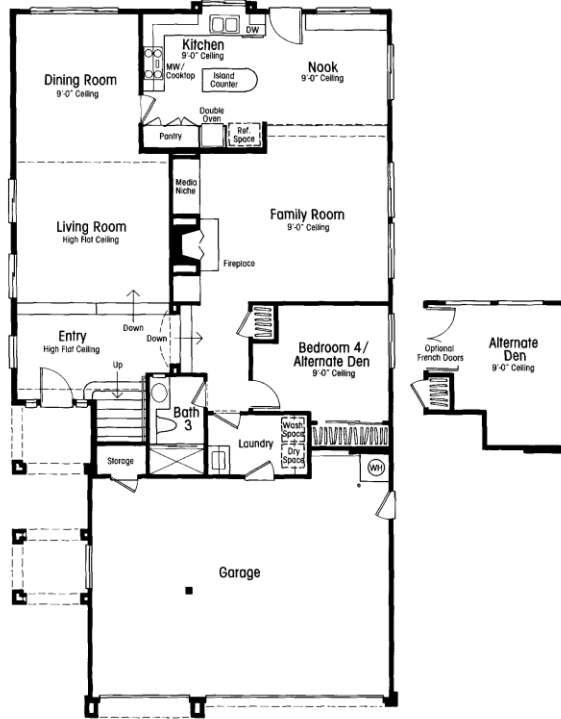 Kitchen
9'-0" Ceiling
DW
MW/
Cooktop
Island
Counter
Nook
9'-0" Ceiling
Dining Room
9'-0" Ceiling
Double
Oven
Pantry
Ref.
Space
Media
Niche
Living Room
High Flat Ceiling
Family Room
9'-0" Ceiling
Fireplace
Down
Entry
High Flat Ceiling
Down
Up
Bedroom 4/
Alternate Den
9'-0" Ceiling
Optional
French Doors
Alternate
Den
9'-0" Ceiling
Bath
3
Laundry
Wash
Space
Dry
Space
Storage
WH
Garage